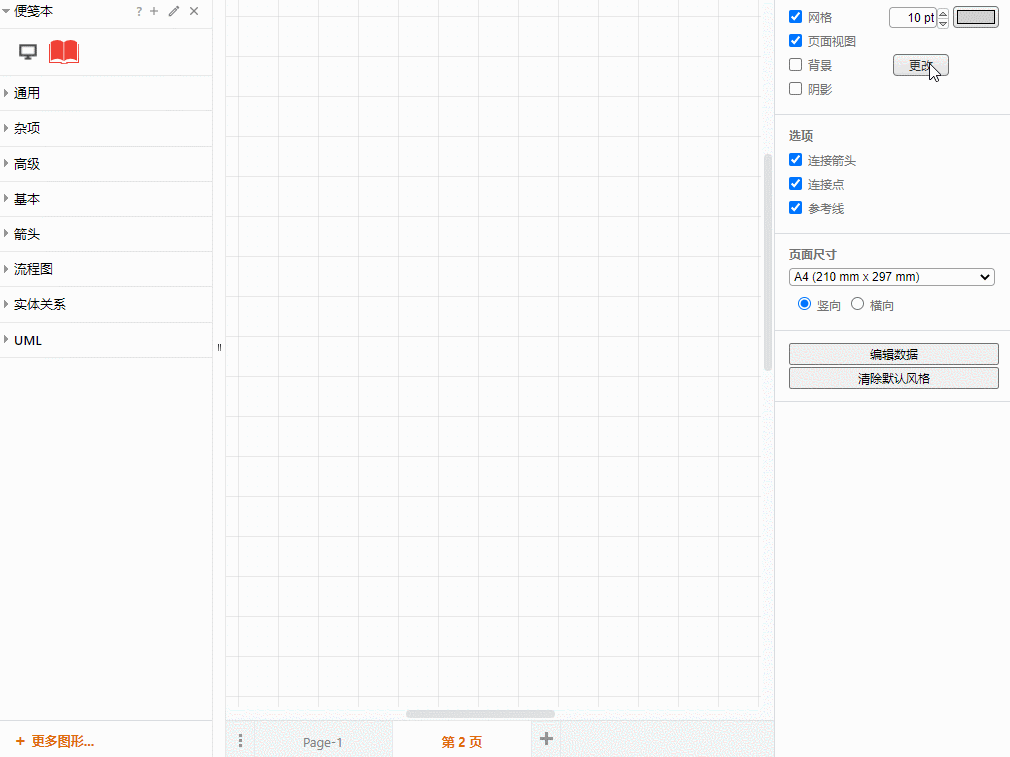 便笺本 ? + ✕
通用
杂项
高级
基本
箭头
流程图
实体关系
UML
+ 更多图形...
Page-1
第 2 页
+
网格 10 pt
页面视图
背景 更改
阴影
选项
连接箭头
连接点
参考线
页面尺寸
A4 (210 mm x 297 mm)
竖向 横向
编辑数据
清除默认风格